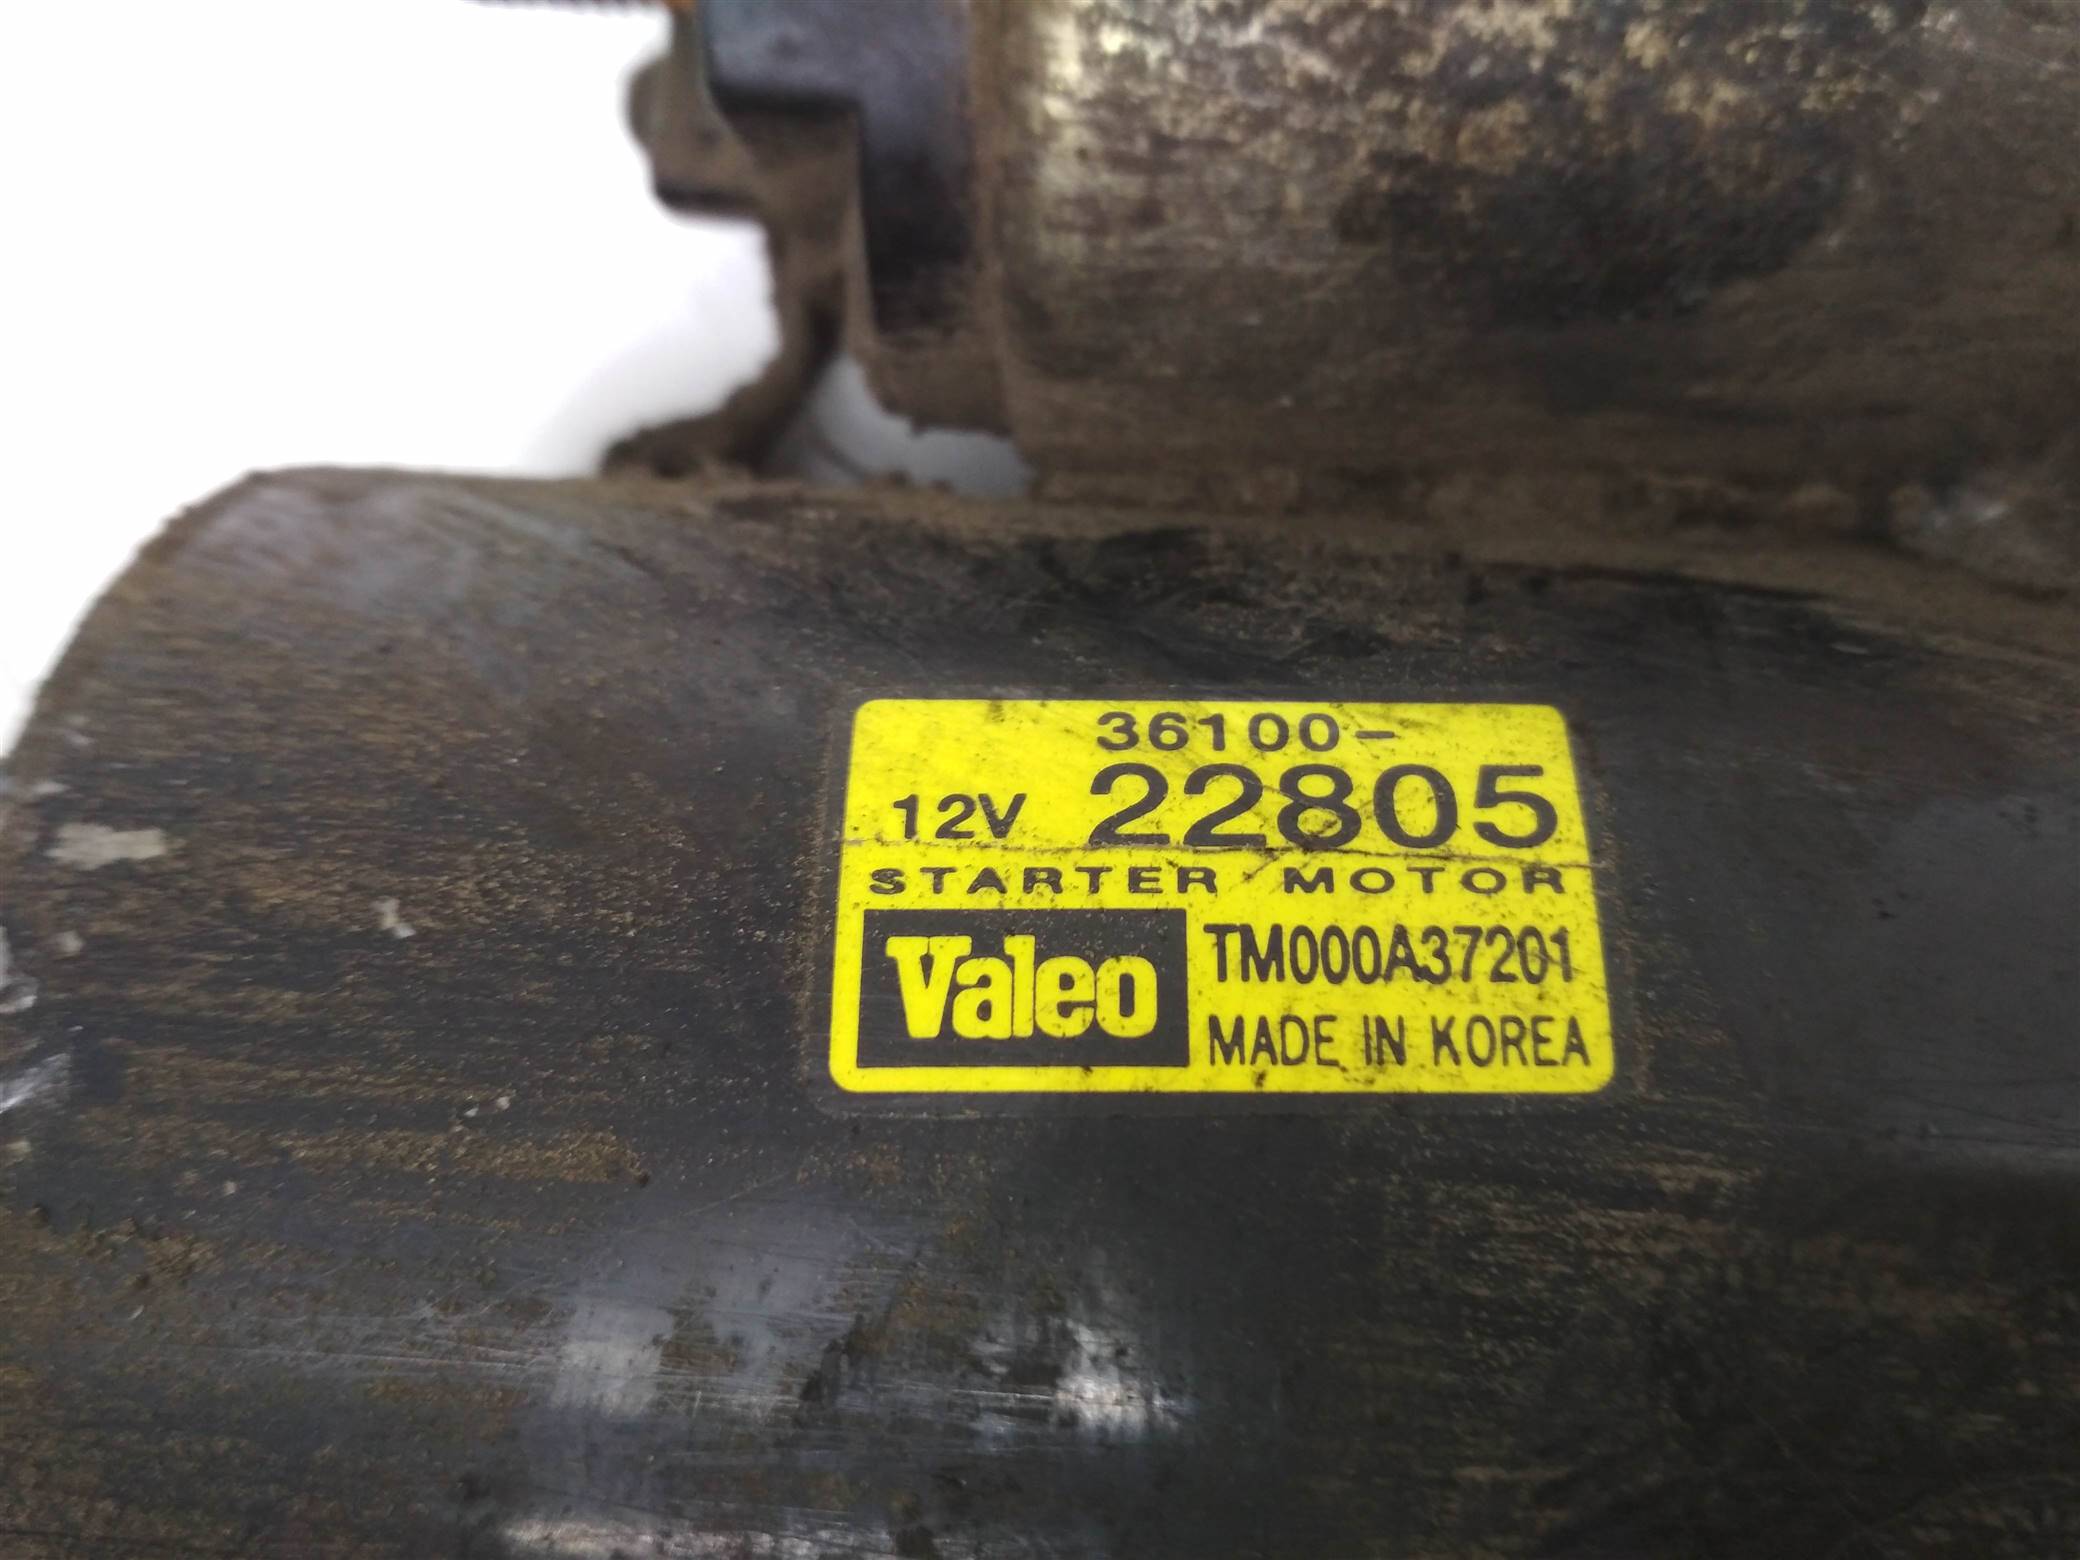 36100-
12V 22805
STARTER MOTOR
Valeo TM000A37201
MADE IN KOREA